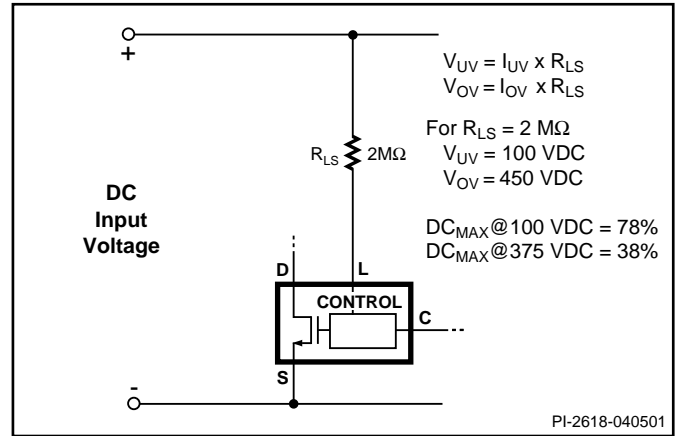 +
V_UV = I_UV x R_LS
V_OV = I_OV x R_LS
For R_LS = 2 MΩ
V_UV = 100 VDC
V_OV = 450 VDC
R_LS 2MΩ
DC
Input
Voltage
DC_MAX@100 VDC = 78%
DC_MAX@375 VDC = 38%
D L
CONTROL
C
S
-
PI-2618-040501